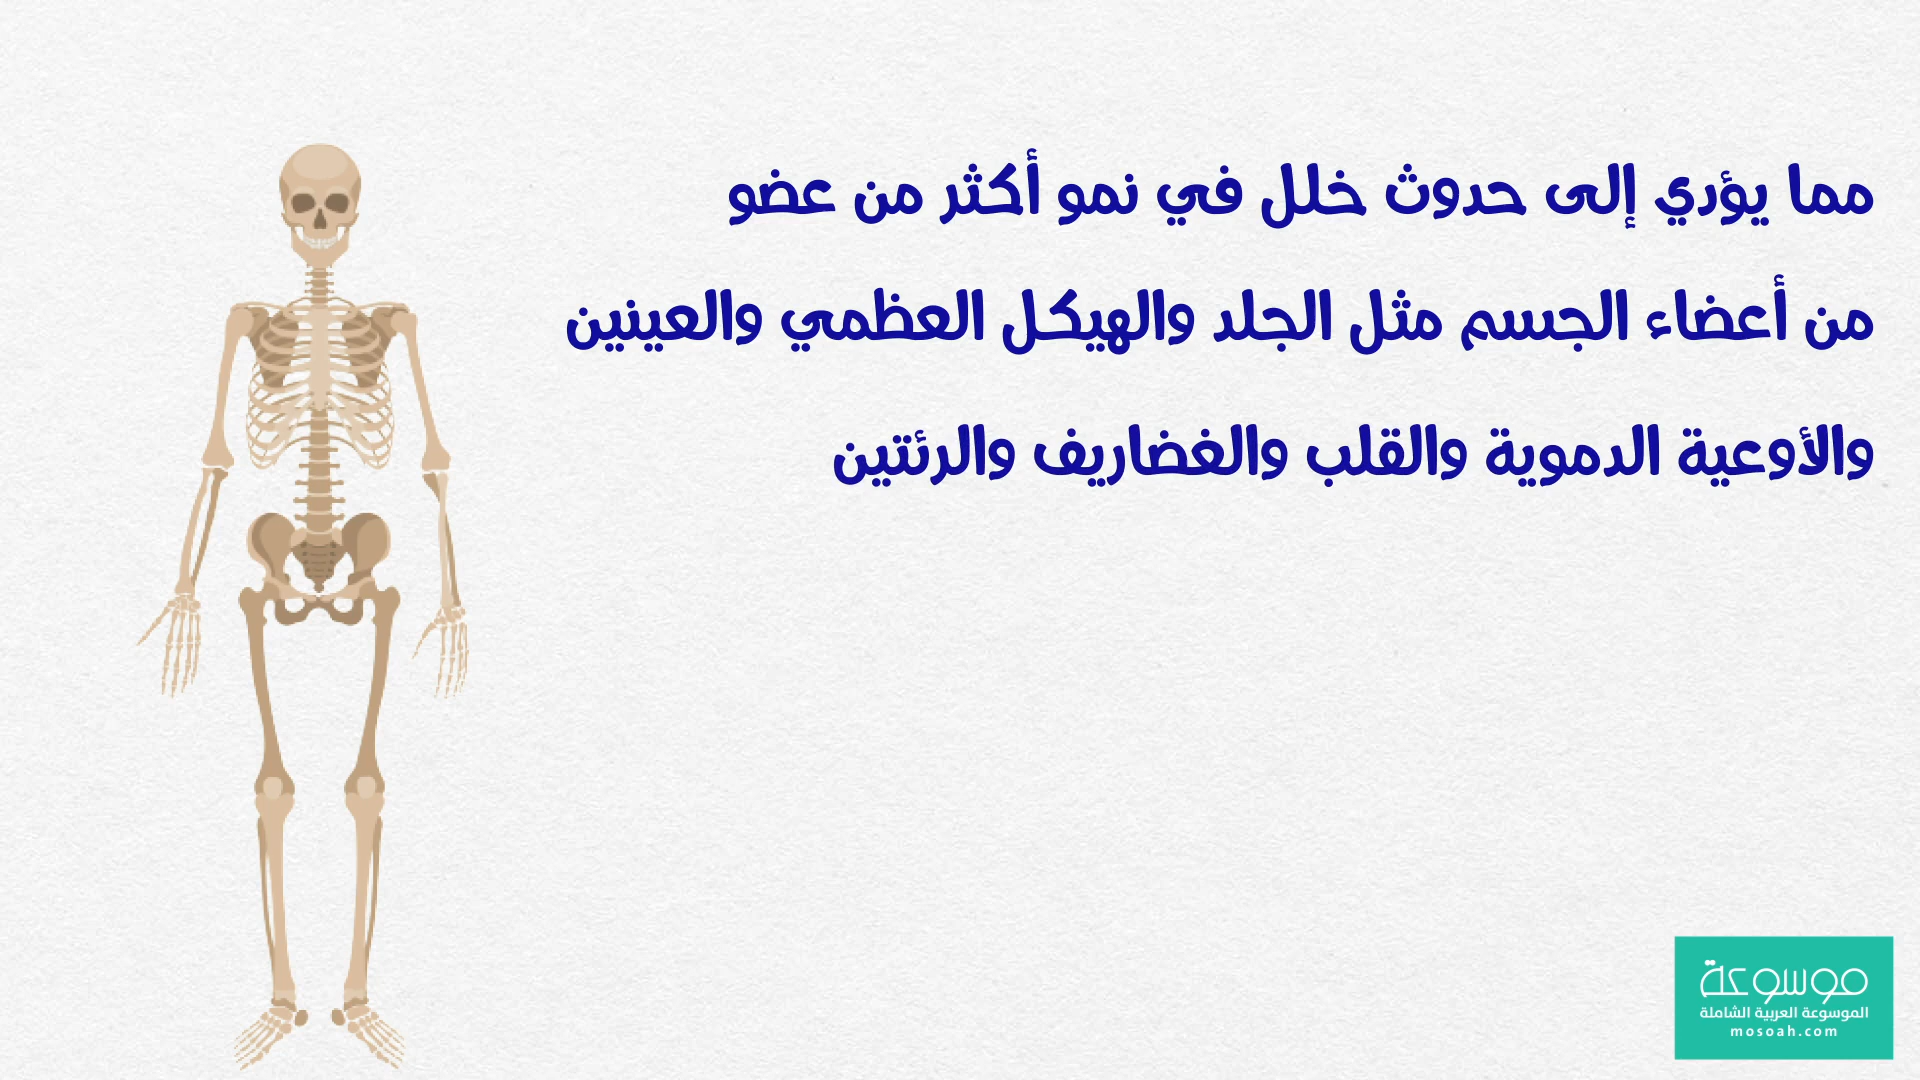 مما يؤدي إلى حدوث خلل في نمو أكثر من عضو
من أعضاء الجسم مثل الجلد والهيكل العظمي والعينين
والأوعية الدموية والقلب والغضاريف والرئتين
موسوعة
الموسوعة العربية الشاملة
mosoah.com